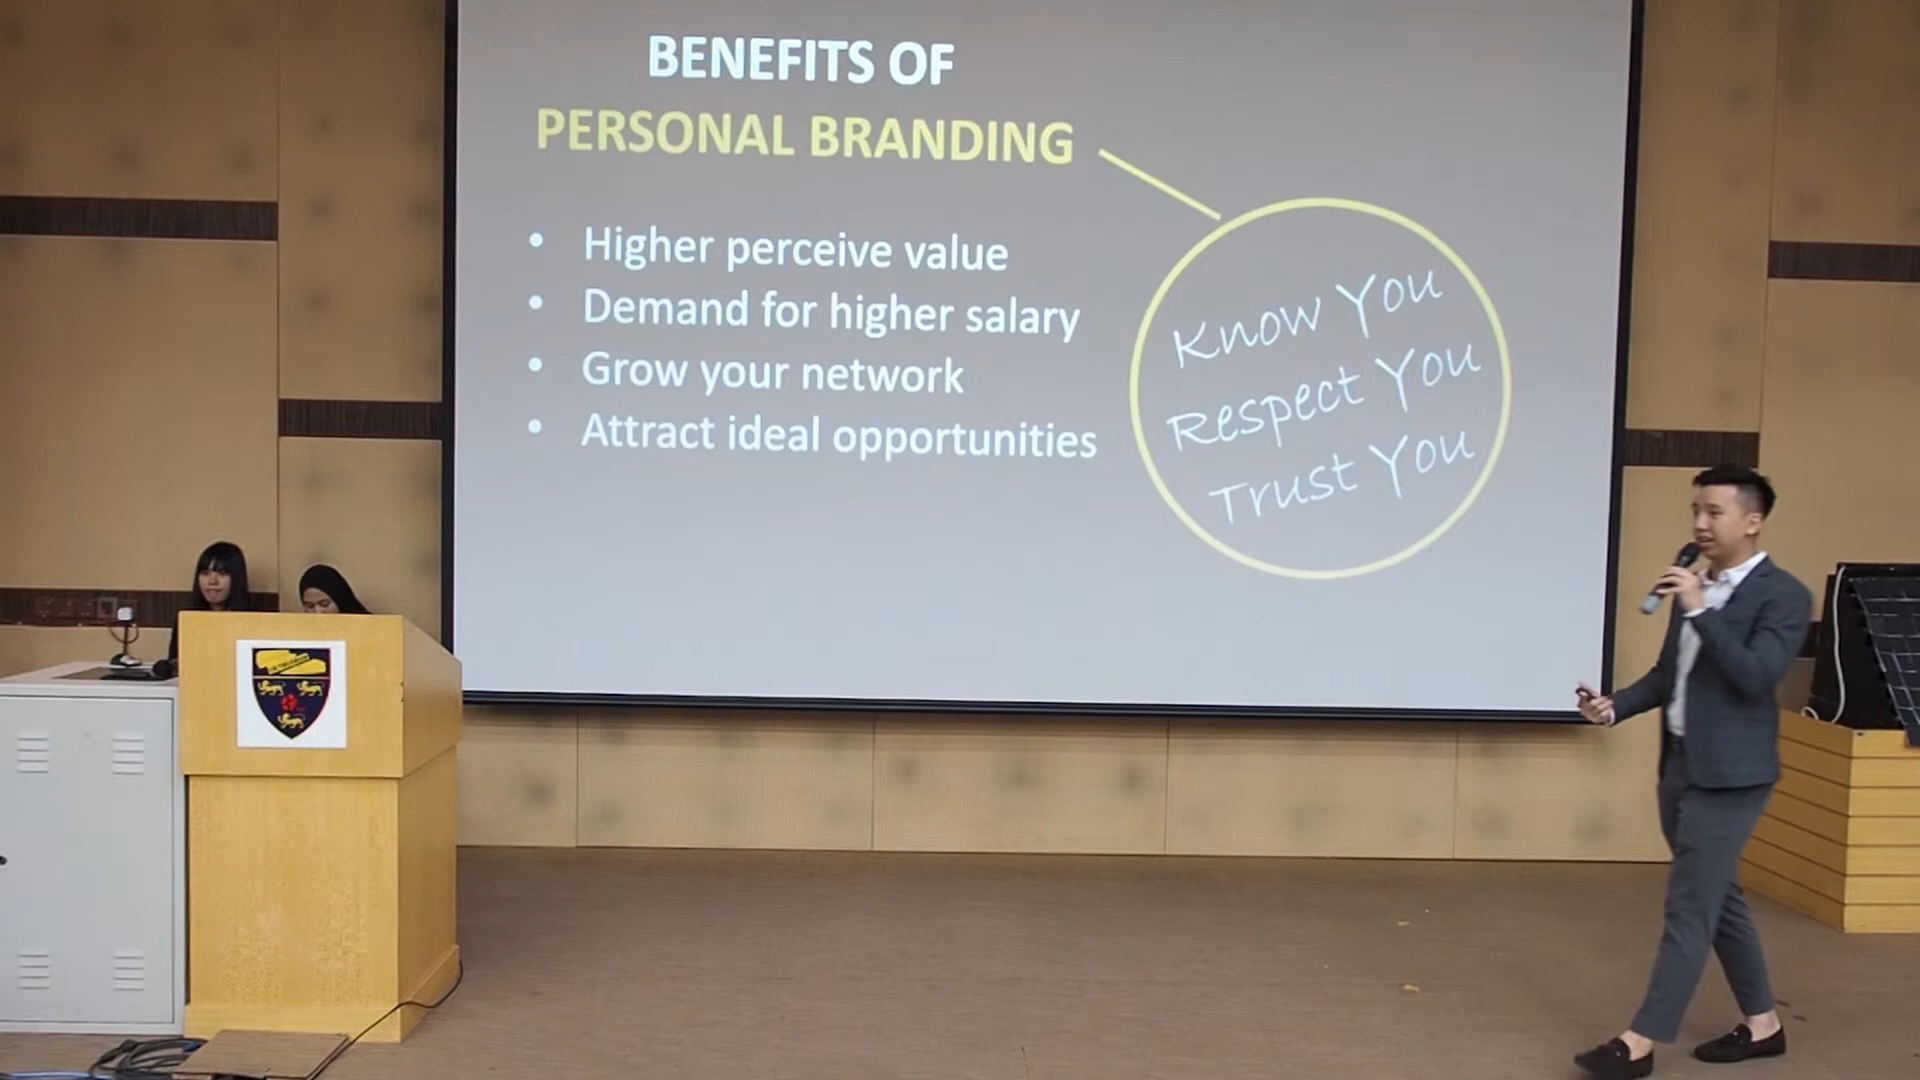 BENEFITS OF
PERSONAL BRANDING
• Higher perceive value
• Demand for higher salary
• Grow your network
• Attract ideal opportunities
Know You
Respect You
Trust You